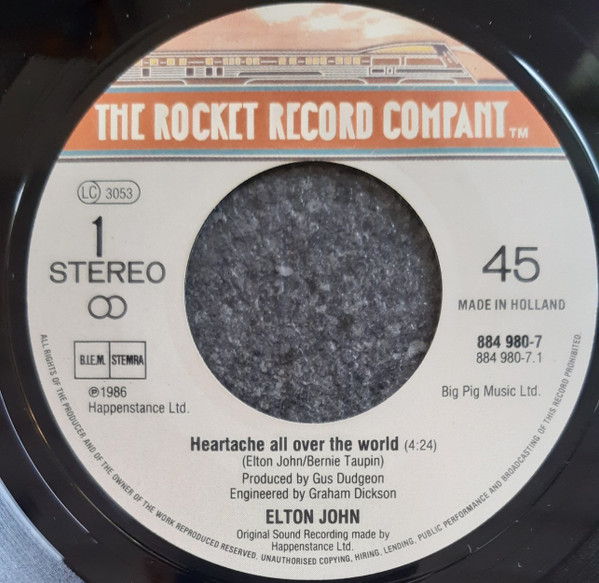 THE ROCKET RECORD COMPANY™
LC 3053
1
STEREO
45
MADE IN HOLLAND
B.I.E.M. STEMRA
884 980-7
884 980-7.1
℗1986
Happenstance Ltd.
Big Pig Music Ltd.
Heartache all over the world (4:24)
(Elton John/Bernie Taupin)
Produced by Gus Dudgeon
Engineered by Graham Dickson
ELTON JOHN
Original Sound Recording made by
Happenstance Ltd.
ALL RIGHTS OF THE PRODUCER AND OF THE OWNER OF THE WORK REPRODUCED RESERVED. UNAUTHORISED COPYING, HIRING, LENDING, PUBLIC PERFORMANCE AND BROADCASTING OF THIS RECORD PROHIBITED.